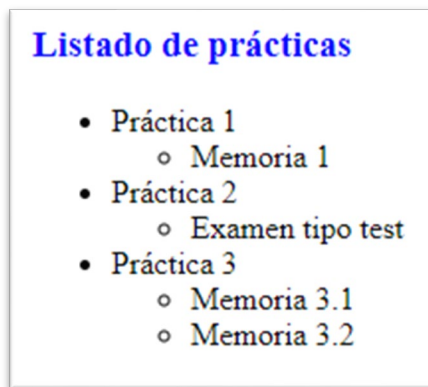 Listado de prácticas
Práctica 1
Memoria 1
Práctica 2
Examen tipo test
Práctica 3
Memoria 3.1
Memoria 3.2